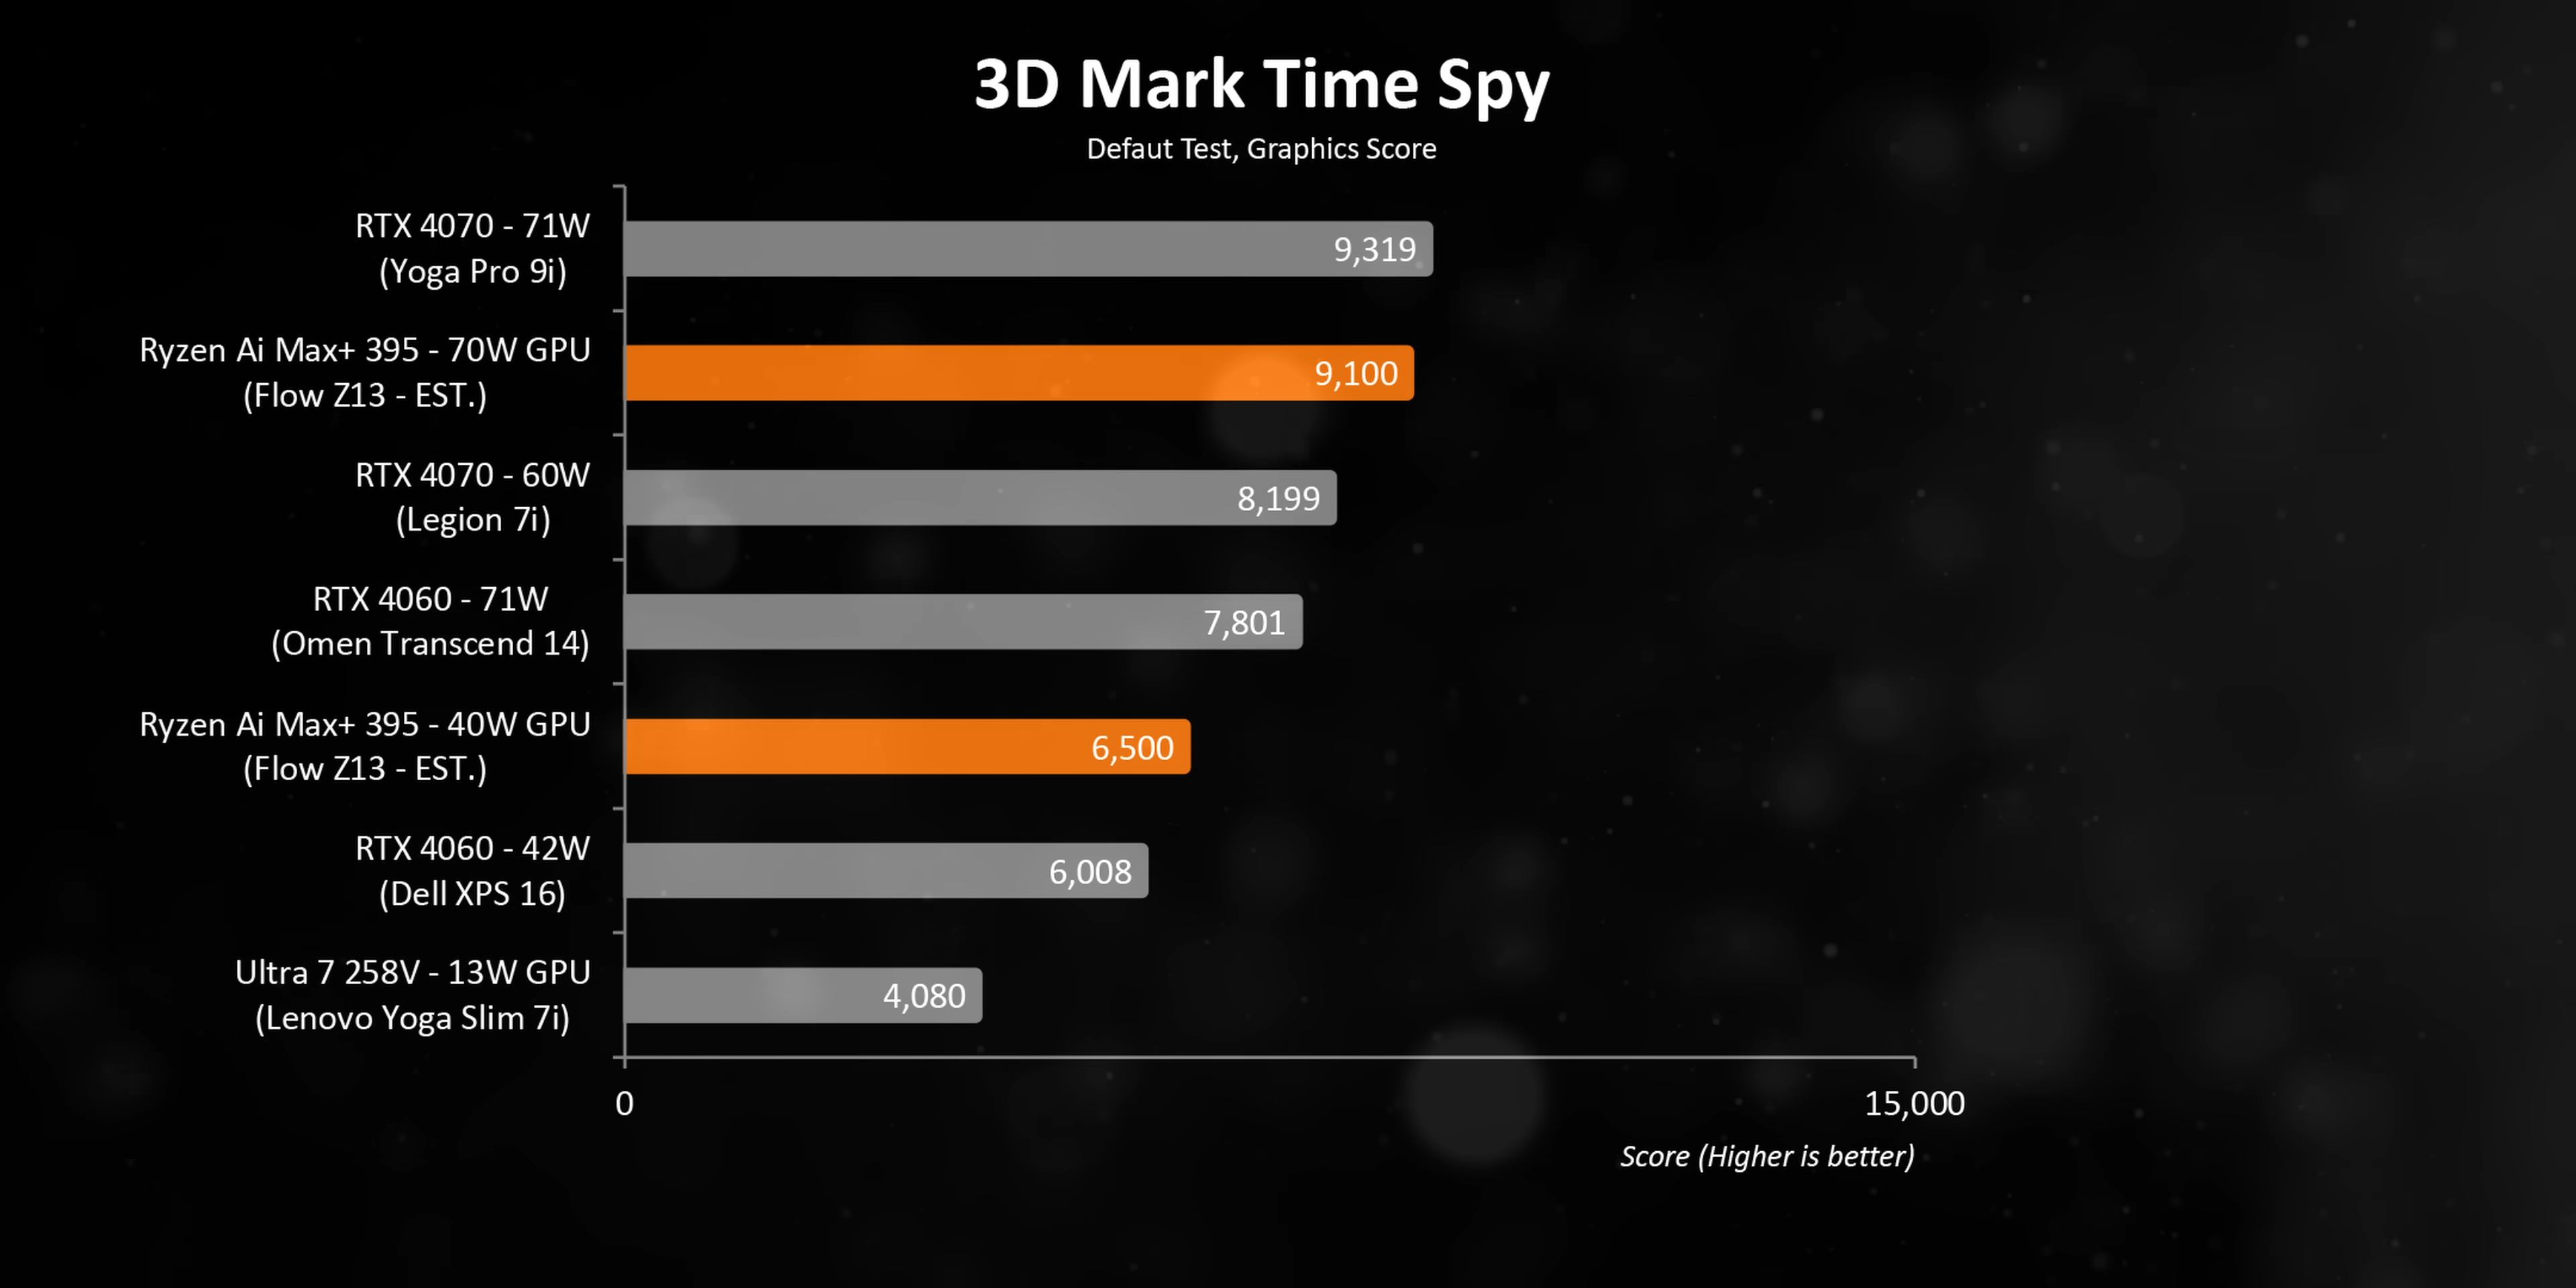 3D Mark Time Spy
Defaut Test, Graphics Score
RTX 4070 - 71W
(Yoga Pro 9i)
9,319
Ryzen Ai Max+ 395 - 70W GPU
(Flow Z13 - EST.)
9,100
RTX 4070 - 60W
(Legion 7i)
8,199
RTX 4060 - 71W
(Omen Transcend 14)
7,801
Ryzen Ai Max+ 395 - 40W GPU
(Flow Z13 - EST.)
6,500
RTX 4060 - 42W
(Dell XPS 16)
6,008
Ultra 7 258V - 13W GPU
(Lenovo Yoga Slim 7i)
4,080
0
15,000
Score (Higher is better)